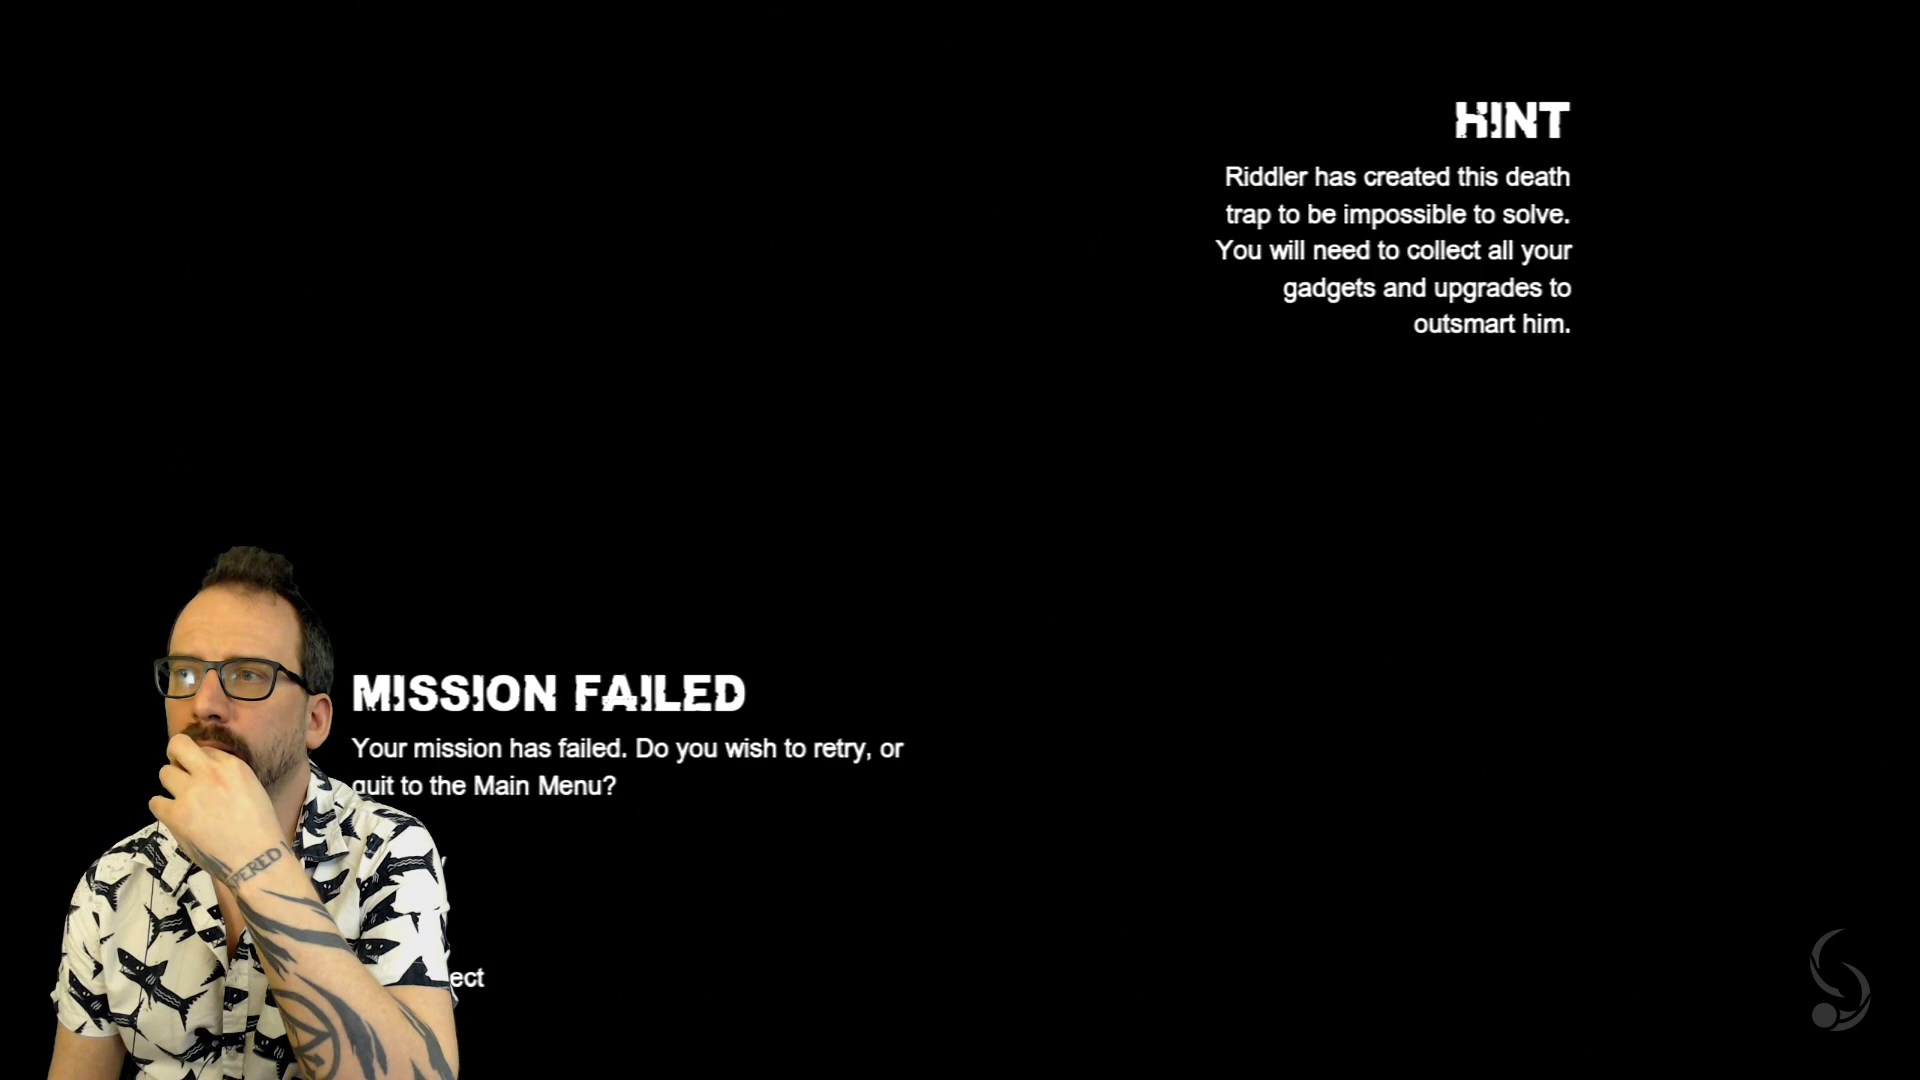 HINT
Riddler has created this death
trap to be impossible to solve.
You will need to collect all your
gadgets and upgrades to
outsmart him.
MISSION FAILED
Your mission has failed. Do you wish to retry, or
quit to the Main Menu?